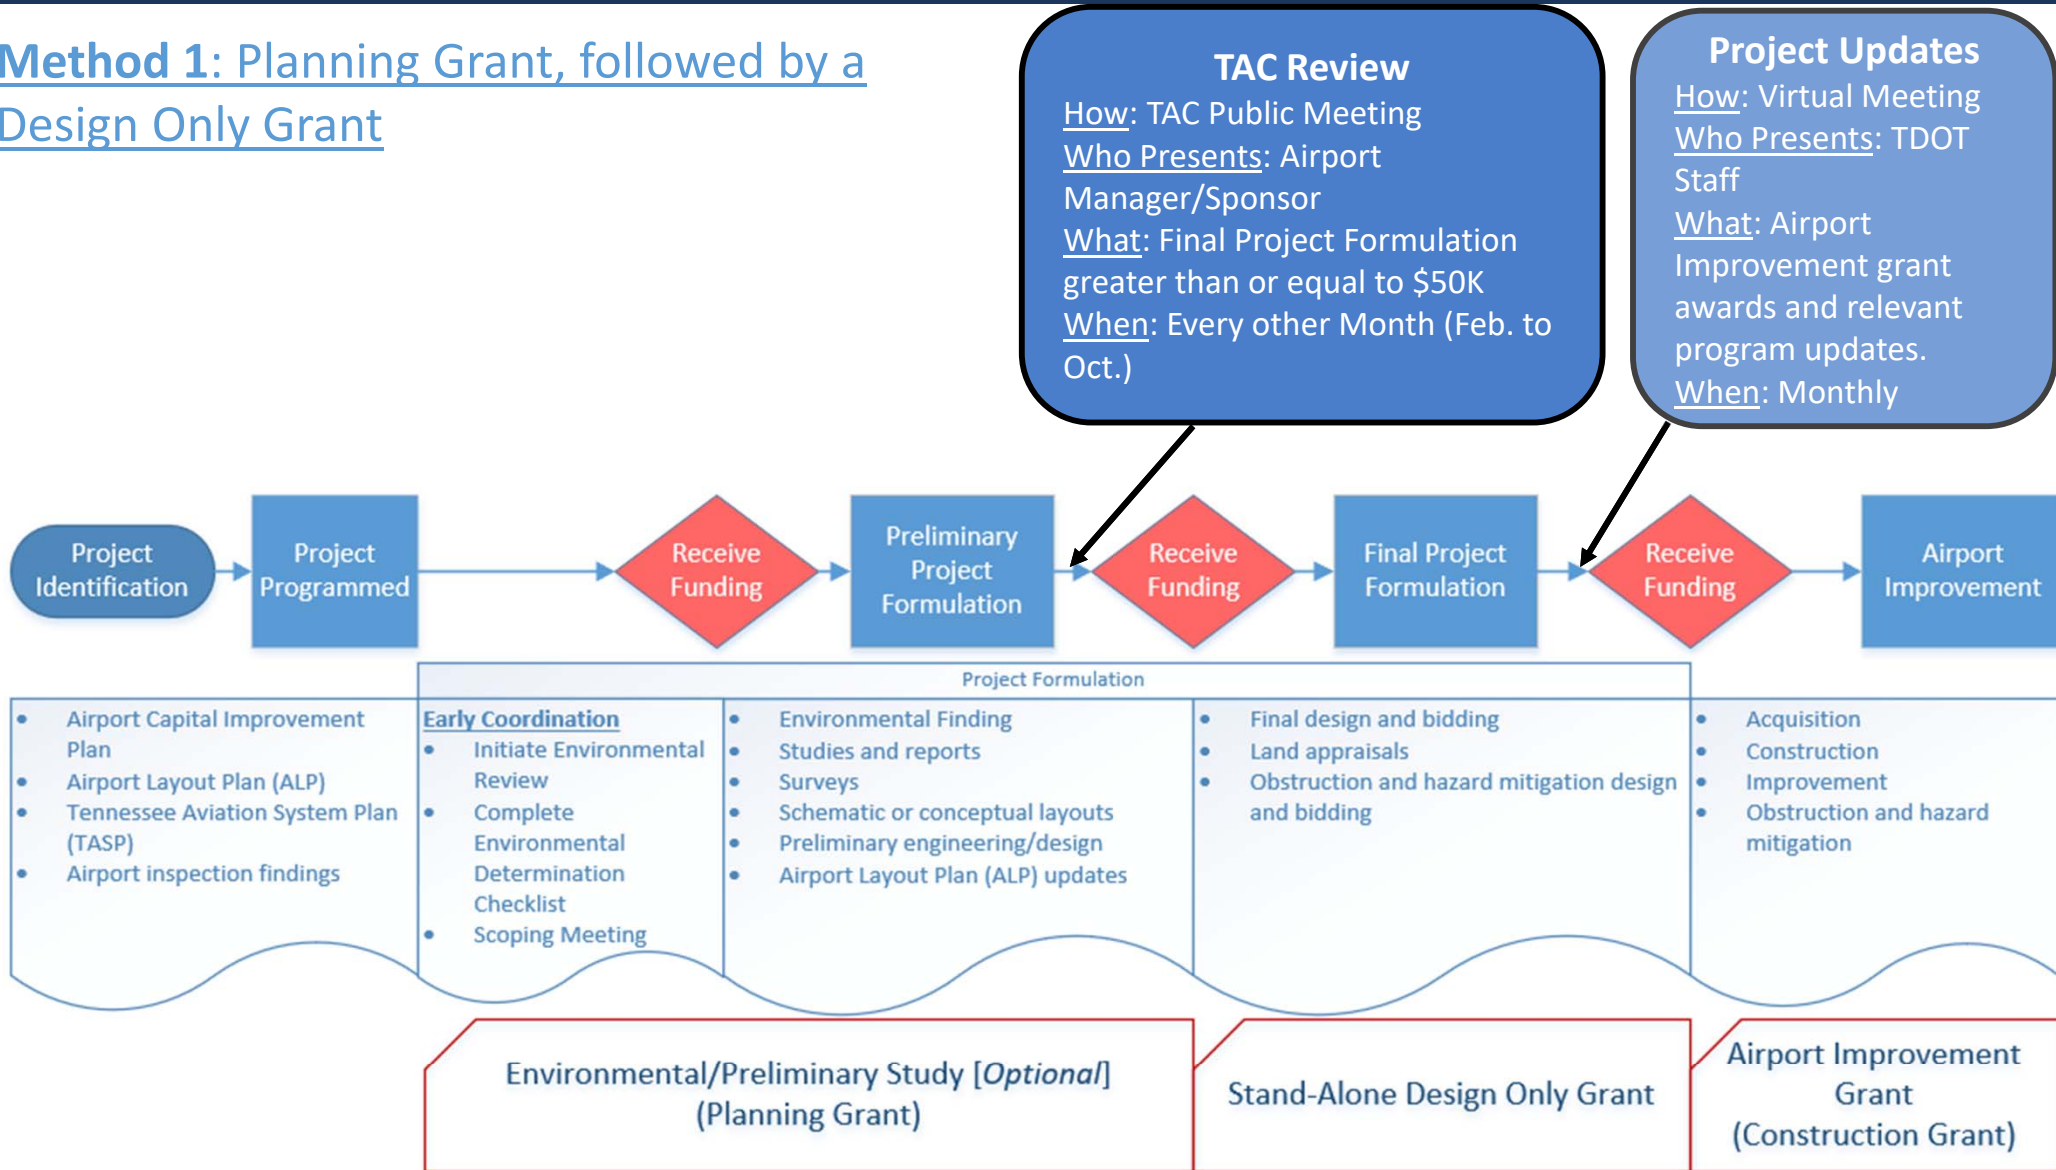 Method 1: Planning Grant, followed by a
Design Only Grant
TAC Review
How: TAC Public Meeting
Who Presents: Airport
Manager/Sponsor
What: Final Project Formulation
greater than or equal to $50K
When: Every other Month (Feb. to
Oct.)
Project Updates
How: Virtual Meeting
Who Presents: TDOT
Staff
What: Airport
Improvement grant
awards and relevant
program updates.
When: Monthly
Project
Identification
Project
Programmed
Receive
Funding
Preliminary
Project
Formulation
Receive
Funding
Final Project
Formulation
Receive
Funding
Airport
Improvement
Project Formulation
• Airport Capital Improvement
Plan
• Airport Layout Plan (ALP)
• Tennessee Aviation System Plan
(TASP)
• Airport inspection findings
Early Coordination
• Initiate Environmental
Review
• Complete
Environmental
Determination
Checklist
• Scoping Meeting
• Environmental Finding
• Studies and reports
• Surveys
• Schematic or conceptual layouts
• Preliminary engineering/design
• Airport Layout Plan (ALP) updates
• Final design and bidding
• Land appraisals
• Obstruction and hazard mitigation design
and bidding
• Acquisition
• Construction
• Improvement
• Obstruction and hazard
mitigation
Environmental/Preliminary Study [Optional]
(Planning Grant)
Stand-Alone Design Only Grant
Airport Improvement
Grant
(Construction Grant)